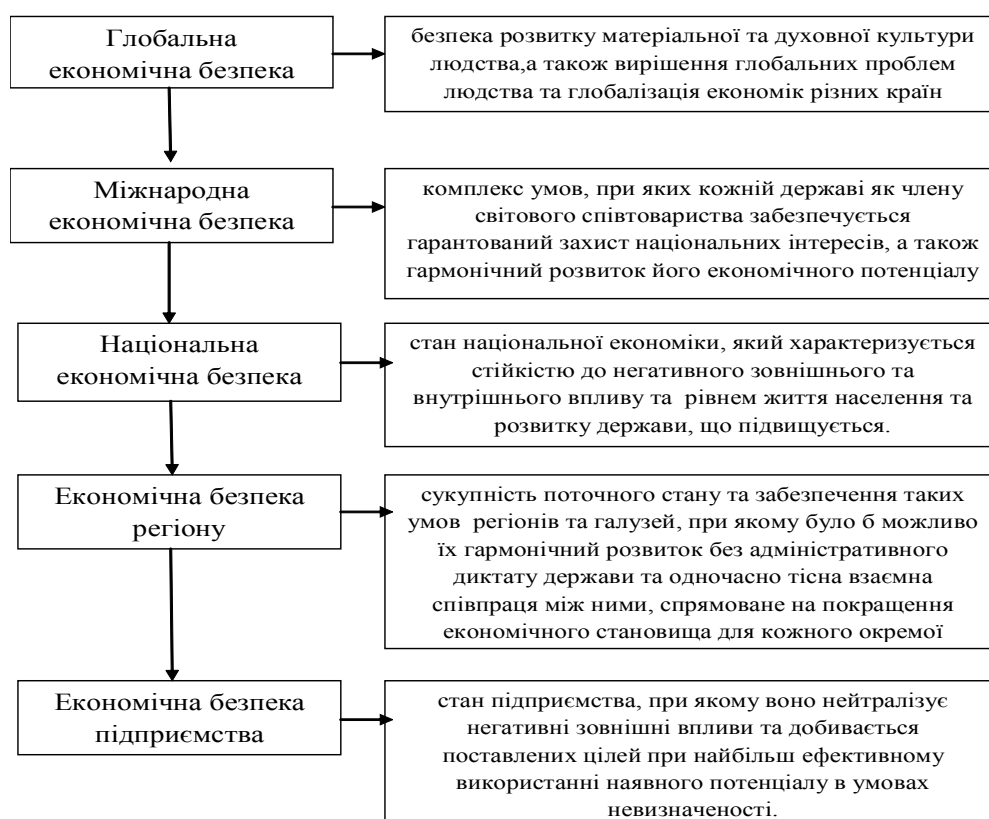 Глобальна
економічна безпека
безпека розвитку матеріальної та духовної культури
людства,а також вирішення глобальних проблем
людства та глобалізація економік різних країн
Міжнародна
економічна безпека
комплекс умов, при яких кожній державі як члену
світового співтовариства забезпечується
гарантований захист національних інтересів, а також
гармонічний розвиток його економічного потенціалу
Національна
економічна безпека
стан національної економіки, який характеризується
стійкістю до негативного зовнішнього та
внутрішнього впливу та рівнем життя населення та
розвитку держави, що підвищується.
Економічна безпека
регіону
сукупність поточного стану та забезпечення таких
умов регіонів та галузей, при якому було б можливо
їх гармонічний розвиток без адміністративного
диктату держави та одночасно тісна взаємна
співпраця між ними, спрямоване на покращення
економічного становища для кожного окремої
Економічна безпека
підприємства
стан підприємства, при якому воно нейтралізує
негативні зовнішні впливи та добивається
поставлених цілей при найбільш ефективному
використанні наявного потенціалу в умовах
невизначеності.